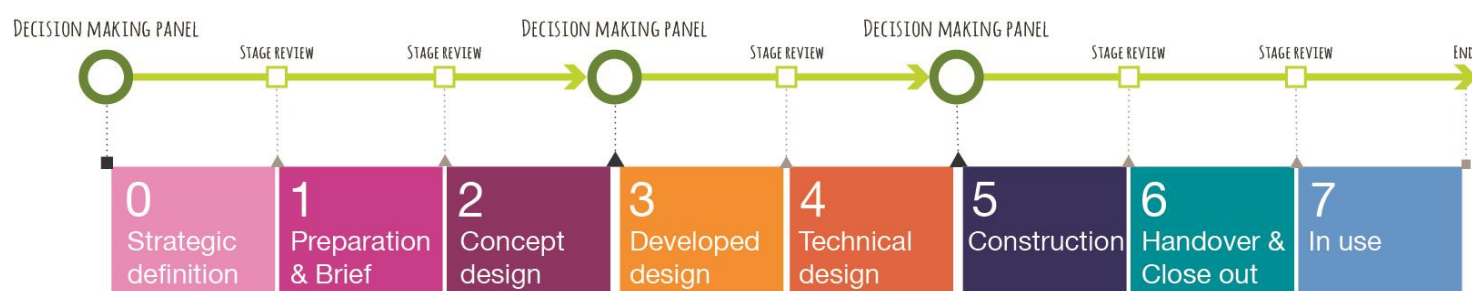 DECISION MAKING PANEL
DECISION MAKING PANEL
DECISION MAKING PANEL
STAGE REVIEW
STAGE REVIEW
STAGE REVIEW
STAGE REVIEW
STAGE REVIEW
END
0
Strategic
definition
1
Preparation
& Brief
2
Concept
design
3
Developed
design
4
Technical
design
5
Construction
6
Handover &
Close out
7
In use